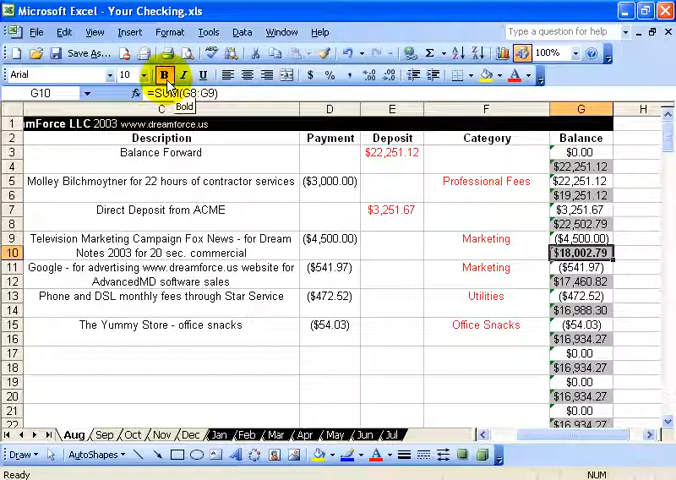 Microsoft Excel - Your Checking.xls
File Edit View Insert Format Tools Data Window Help
Type a question for help
Save As... 100%
Arial 10 B I U $ % ,
Bold
G10 fx =SUM(G8:G9)
C D E F G H
1 mForce LLC 2003 www.dreamforce.us
2 Description Payment Deposit Category Balance
3 Balance Forward $22,251.12 $0.00
4 $22,251.12
5 Molley Bilchmoytner for 22 hours of contractor services ($3,000.00) Professional Fees $22,251.12
6 $19,251.12
7 Direct Deposit from ACME $3,251.67 $3,251.67
8 $22,502.79
9 Television Marketing Campaign Fox News - for Dream ($4,500.00) Marketing ($4,500.00)
10 Notes 2003 for 20 sec. commercial $18,002.79
11 Google - for advertising www.dreamforce.us website for ($541.97) Marketing ($541.97)
12 AdvancedMD software sales $17,460.82
13 Phone and DSL monthly fees through Star Service ($472.52) Utilities ($472.52)
14 $16,988.30
15 The Yummy Store - office snacks ($54.03) Office Snacks ($54.03)
16 $16,934.27
17 $0.00
18 $16,934.27
19 $0.00
20 $16,934.27
21 $0.00
22 $16,934.27
Aug Sep Oct Nov Dec Jan Feb Mar Apr May Jun Jul
Draw AutoShapes
Ready NUM